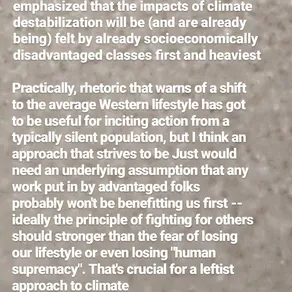 emphasized that the impacts of climate
destabilization will be (and are already
being) felt by already socioeconomically
disadvantaged classes first and heaviest
Practically, rhetoric that warns of a shift
to the average Western lifestyle has got
to be useful for inciting action from a
typically silent population, but I think an
approach that strives to be Just would
need an underlying assumption that any
work put in by advantaged folks
probably won't be benefitting us first --
ideally the principle of fighting for others
should stronger than the fear of losing
our lifestyle or even losing "human
supremacy". That's crucial for a leftist
approach to climate